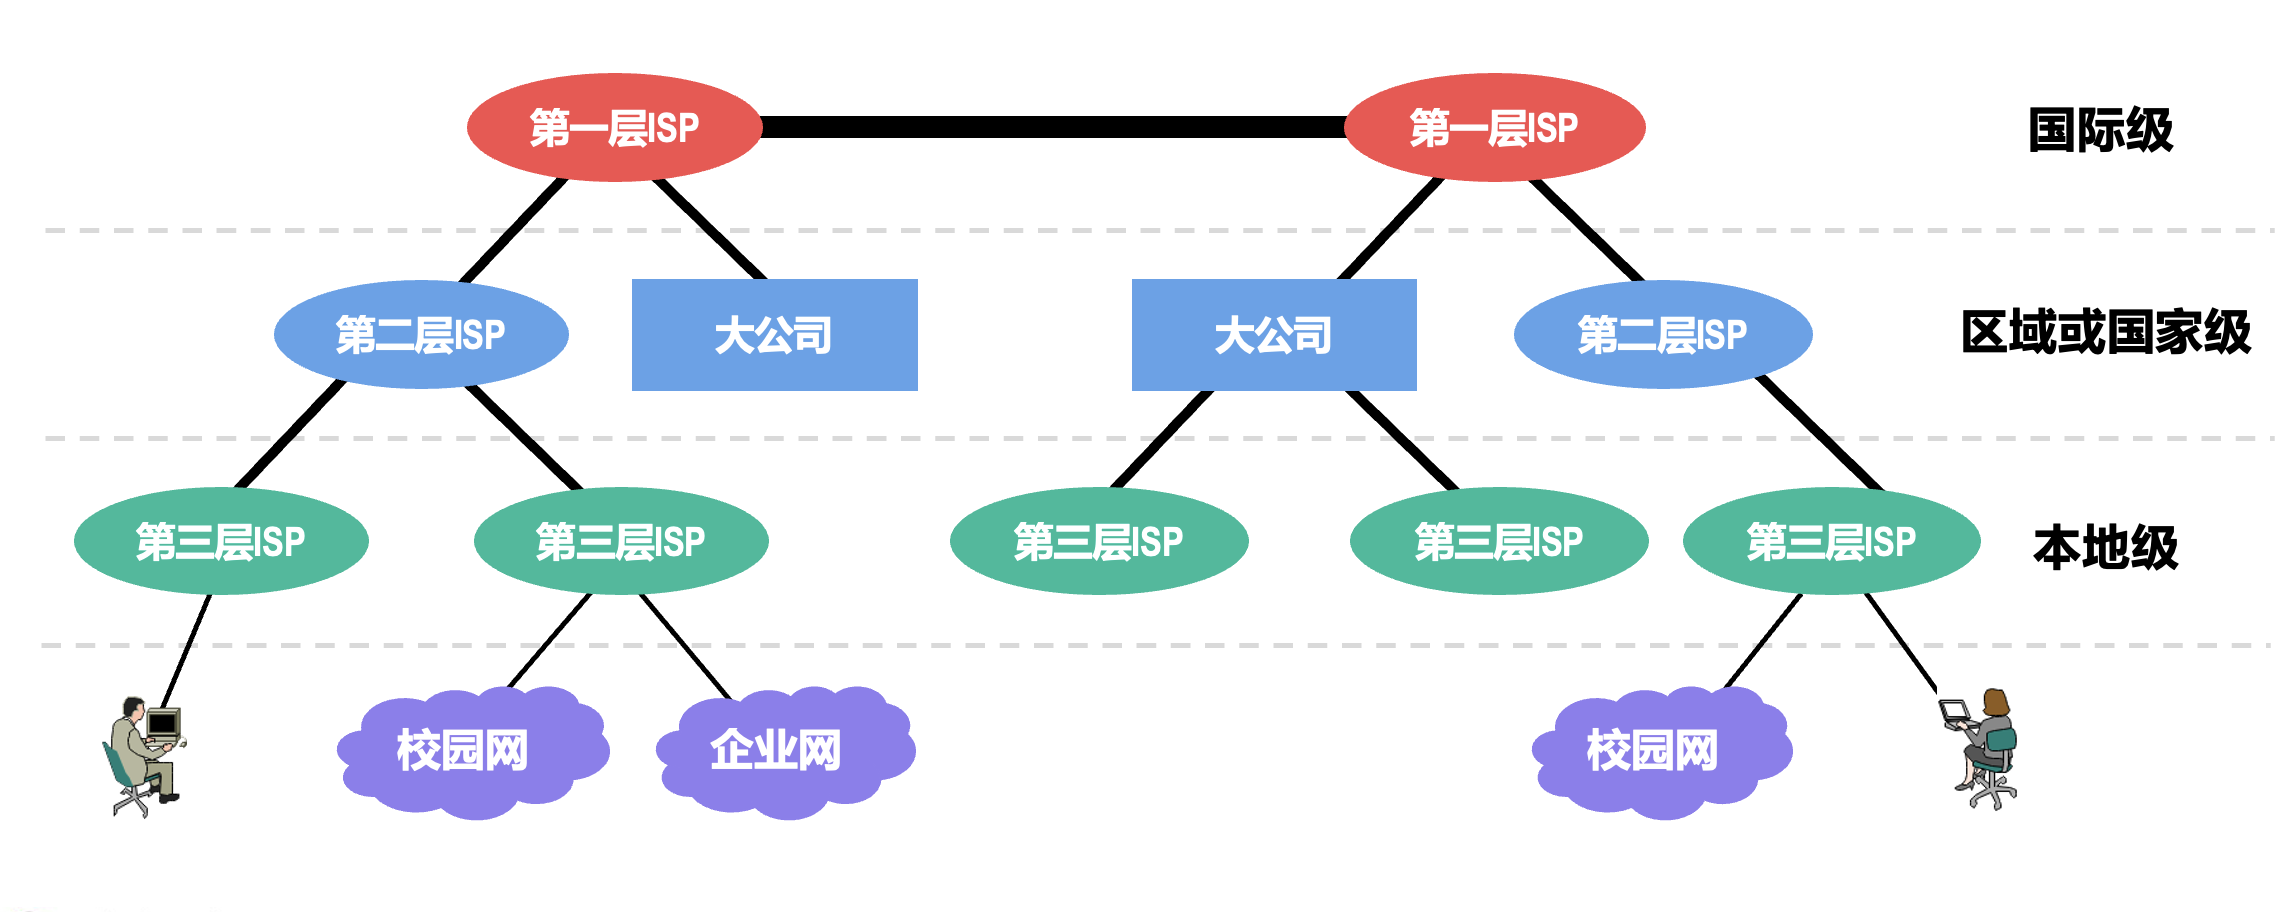 第一层ISP
第一层ISP
国际级
第二层ISP
大公司
大公司
第二层ISP
区域或国家级
第三层ISP
第三层ISP
第三层ISP
第三层ISP
第三层ISP
本地级
校园网
企业网
校园网